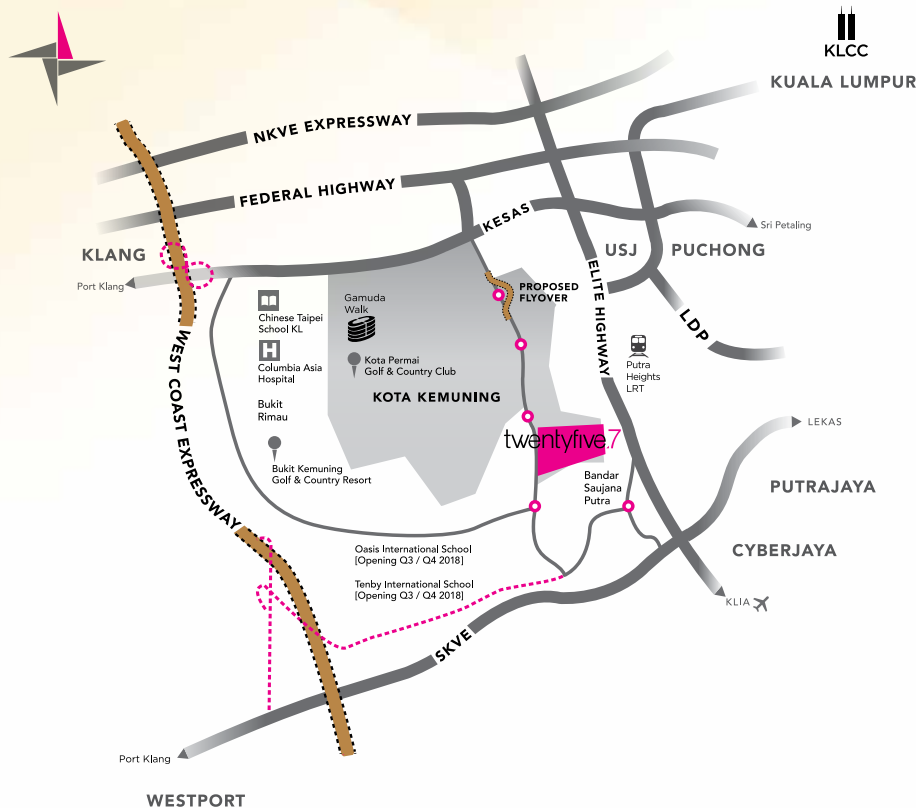 KLCC
KUALA LUMPUR
NKVE EXPRESSWAY
FEDERAL HIGHWAY
KESAS
Sri Petaling
KLANG
USJ
PUCHONG
Port Klang
ELITE HIGHWAY
PROPOSED
FLYOVER
Chinese Taipei
School KL
Gamuda
Walk
LDP
WEST COAST EXPRESSWAY
H
Columbia Asia
Hospital
Kota Permai
Golf & Country Club
Putra
Heights
LRT
KOTA KEMUNING
Bukit
Rimau
LEKAS
twentyfive.7
Bukit Kemuning
Golf & Country Resort
Bandar
Saujana
Putra
PUTRAJAYA
CYBERJAYA
Oasis International School
[Opening Q3 / Q4 2018]
Tenby International School
[Opening Q3 / Q4 2018]
KLIA
SKVE
Port Klang
WESTPORT